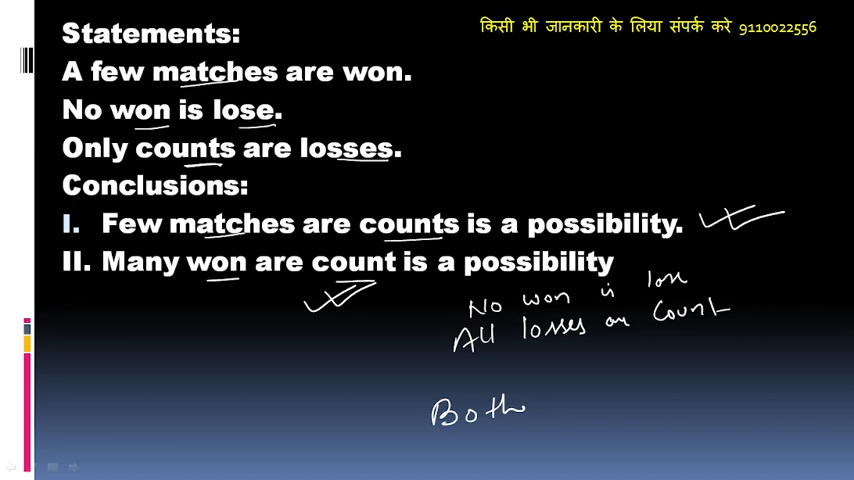 किसी भी जानकारी के लिया संपर्क करे 9110022556
Statements:
A few matches are won.
No won is lose.
Only counts are losses.
Conclusions:
I. Few matches are counts is a possibility.
II. Many won are count is a possibility
No won is lose
All losses are Count
Both